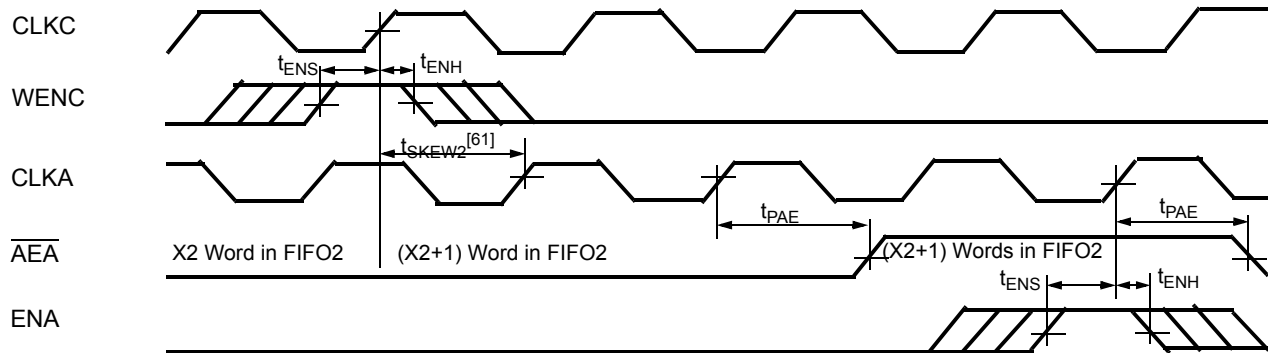 CLKC
tENS
tENH
WENC
tSKEW2[61]
CLKA
tPAE
tPAE
AEA
X2 Word in FIFO2
(X2+1) Word in FIFO2
(X2+1) Words in FIFO2
tENS
tENH
ENA